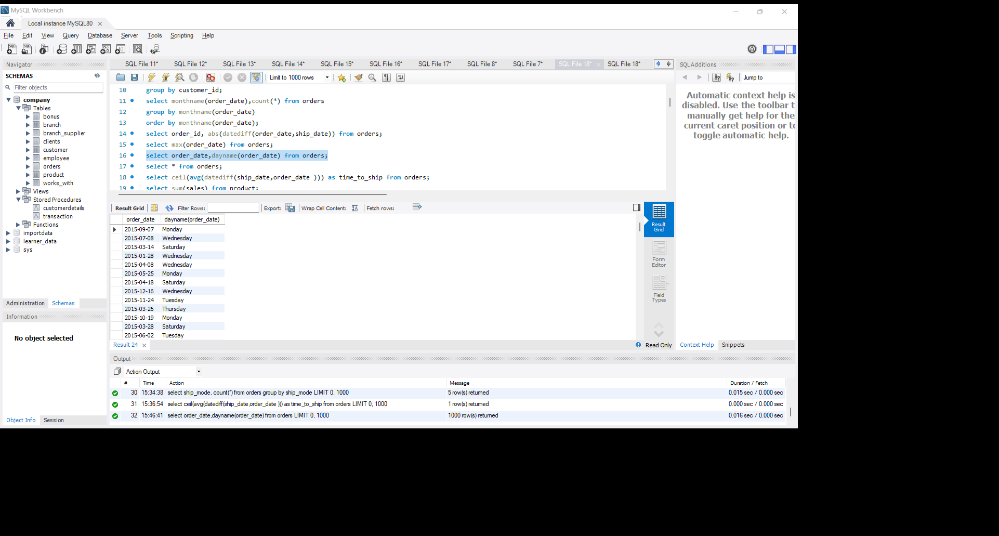 MySQL Workbench
Local instance MySQL80
File Edit View Query Database Server Tools Scripting Help
Navigator
SCHEMAS
Filter objects
company
Tables
bonus
branch
branch_supplier
clients
customer
employee
orders
product
works_with
Views
Stored Procedures
customerdetails
transaction
Functions
importdata
learner_data
sys
Administration Schemas
Information
No object selected
Object Info Session
SQL File 11* SQL File 12* SQL File 13* SQL File 14* SQL File 15* SQL File 16* SQL File 17* SQL File 8* SQL File 7* SQL File 18* SQL File 18*
Limit to 1000 rows
10 group by customer_id;
11 select monthname(order_date),count(*) from orders
12 group by monthname(order_date)
13 order by monthname(order_date);
14 select order_id, abs(datediff(order_date,ship_date)) from orders;
15 select max(order_date) from orders;
16 select order_date,dayname(order_date) from orders;
17 select * from orders;
18 select ceil(avg(datediff(ship_date,order_date ))) as time_to_ship from orders;
19 select sum(sales) from product;
Result Grid Filter Rows: Export: Wrap Cell Content: Fetch rows:
order_date dayname(order_date)
2015-09-07 Monday
2015-07-08 Wednesday
2015-03-14 Saturday
2015-01-28 Wednesday
2015-04-08 Wednesday
2015-05-25 Monday
2015-04-18 Saturday
2015-12-16 Wednesday
2015-11-24 Tuesday
2015-03-26 Thursday
2015-10-19 Monday
2015-03-28 Saturday
2015-06-02 Tuesday
Result
Grid
Form
Editor
Field
Types
Result 24
Read Only
SQLAdditions
Jump to
Automatic context help is
disabled. Use the toolbar t
manually get help for the
current caret position or to
toggle automatic help.
Context Help Snippets
Output
Action Output
# Time Action Message Duration / Fetch
30 15:34:38 select ship_mode, count(*) from orders group by ship_mode LIMIT 0, 1000 5 row(s) returned 0.015 sec / 0.000 sec
31 15:36:54 select ceil(avg(datediff(ship_date,order_date ))) as time_to_ship from orders LIMIT 0, 1000 1 row(s) returned 0.000 sec / 0.000 sec
32 15:46:41 select order_date,dayname(order_date) from orders LIMIT 0, 1000 1000 row(s) returned 0.016 sec / 0.000 sec